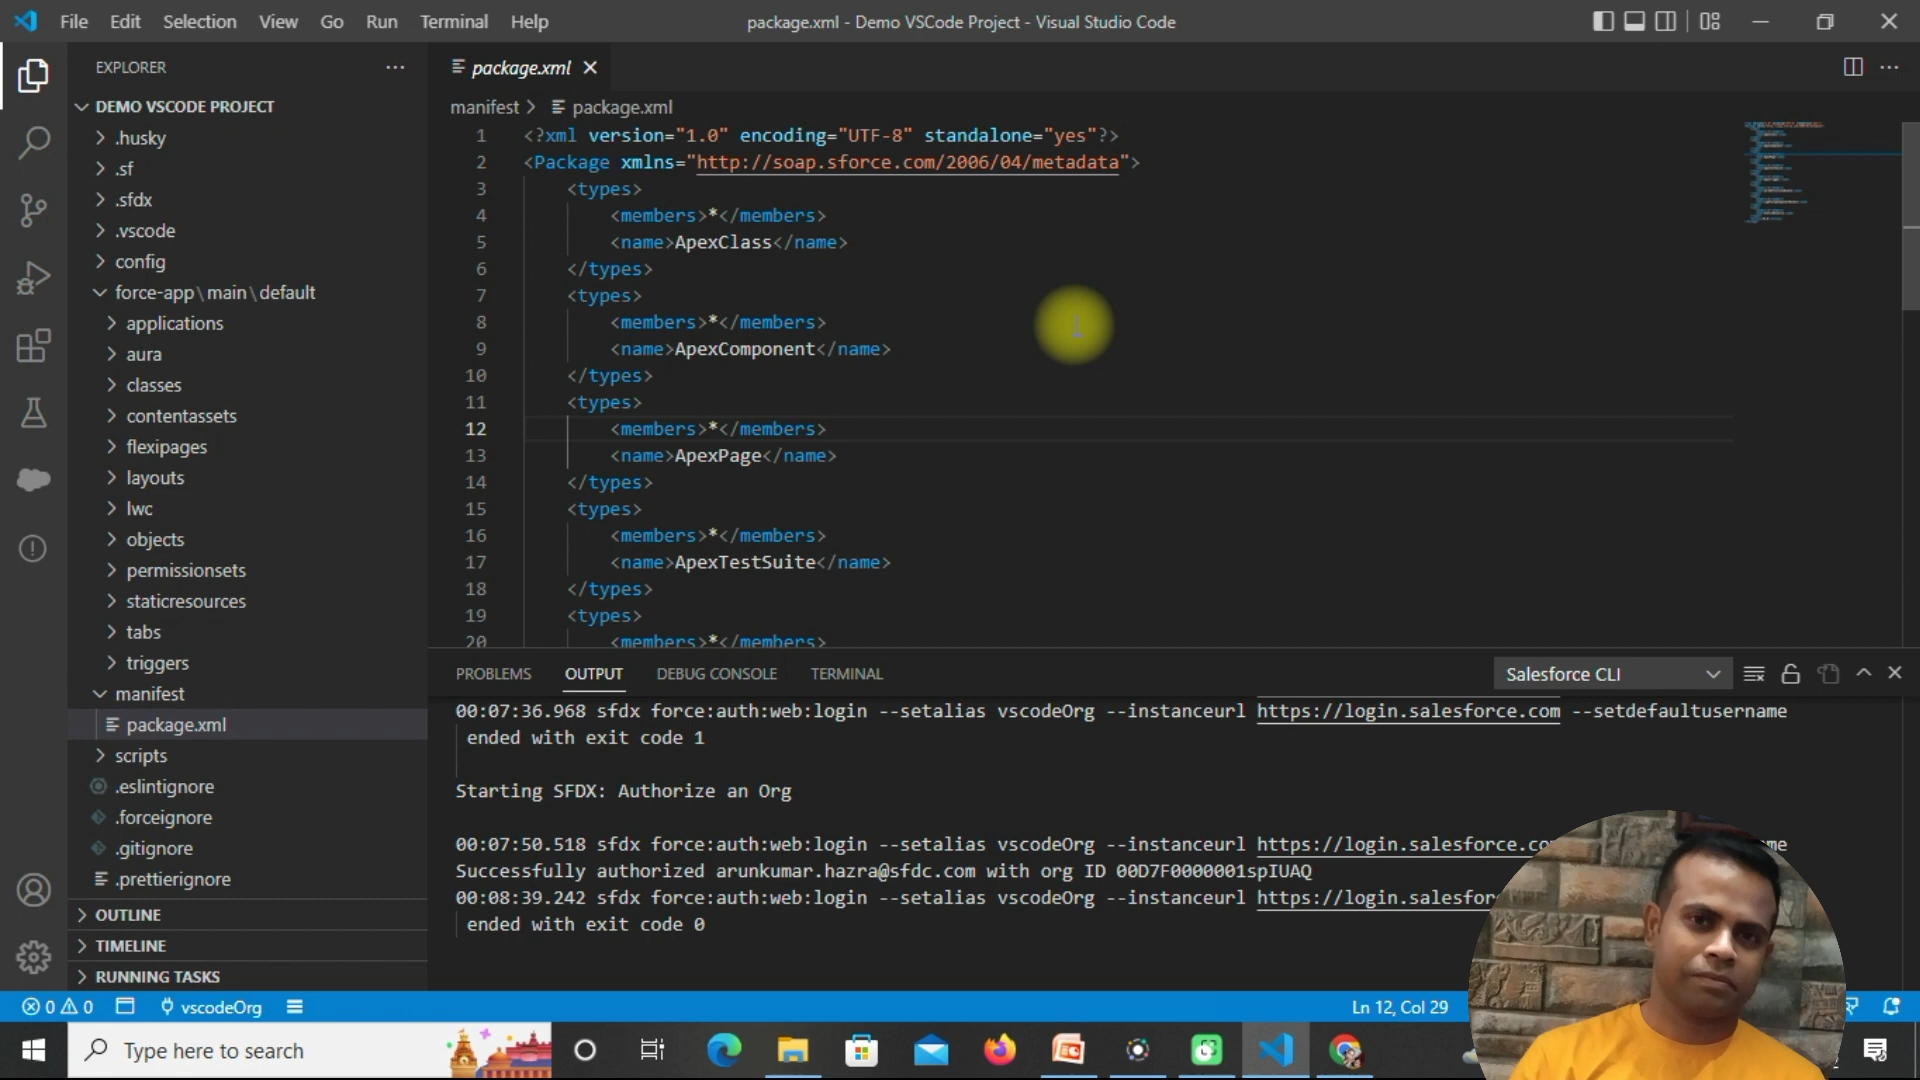 File Edit Selection View Go Run Terminal Help
package.xml - Demo VSCode Project - Visual Studio Code
EXPLORER
DEMO VSCODE PROJECT
.husky
.sf
.sfdx
.vscode
config
force-app\main\default
applications
aura
classes
contentassets
flexipages
layouts
lwc
objects
permissionsets
staticresources
tabs
triggers
manifest
package.xml
scripts
.eslintignore
.forceignore
.gitignore
.prettierignore
OUTLINE
TIMELINE
RUNNING TASKS
package.xml
manifest > package.xml
1 <?xml version="1.0" encoding="UTF-8" standalone="yes"?>
2 <Package xmlns="http://soap.sforce.com/2006/04/metadata">
3 <types>
4 <members>*</members>
5 <name>ApexClass</name>
6 </types>
7 <types>
8 <members>*</members>
9 <name>ApexComponent</name>
10 </types>
11 <types>
12 <members>*</members>
13 <name>ApexPage</name>
14 </types>
15 <types>
16 <members>*</members>
17 <name>ApexTestSuite</name>
18 </types>
19 <types>
20 <members>*</members>
PROBLEMS OUTPUT DEBUG CONSOLE TERMINAL
Salesforce CLI
00:07:36.968 sfdx force:auth:web:login --setalias vscodeOrg --instanceurl https://login.salesforce.com --setdefaultusername
ended with exit code 1
Starting SFDX: Authorize an Org
00:07:50.518 sfdx force:auth:web:login --setalias vscodeOrg --instanceurl https://login.salesforce.co me
Successfully authorized arunkumar.hazra@sfdc.com with org ID 00D7F0000001spIUAQ
00:08:39.242 sfdx force:auth:web:login --setalias vscodeOrg --instanceurl https://login.salesfor
ended with exit code 0
0 0 vscodeOrg
Ln 12, Col 29
Type here to search